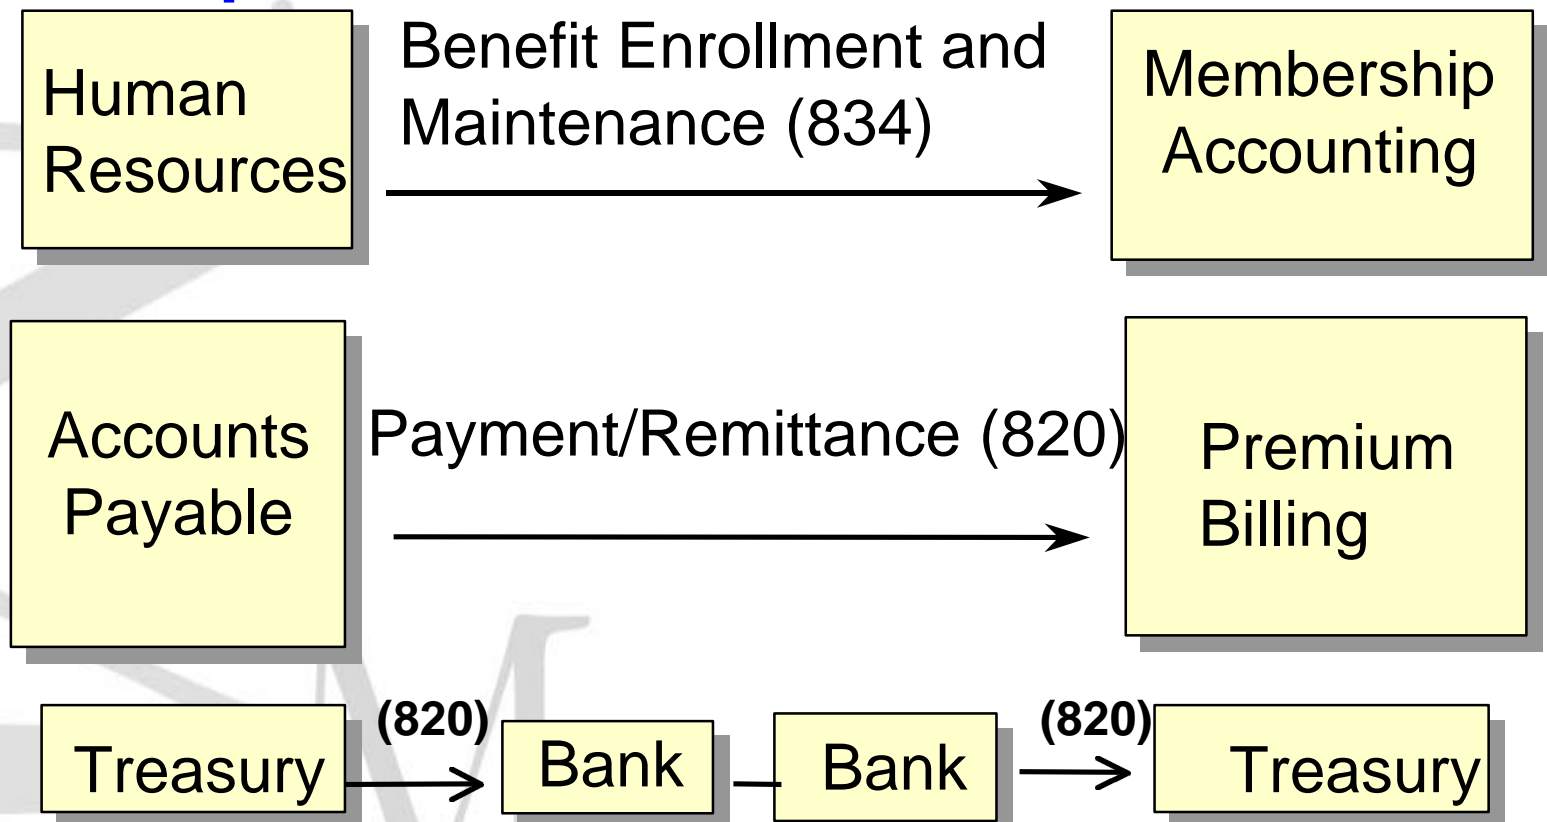 Human
Resources
Benefit Enrollment and
Maintenance (834)
Membership
Accounting
Accounts
Payable
Payment/Remittance (820)
Premium
Billing
Treasury
(820)
Bank
Bank
(820)
Treasury